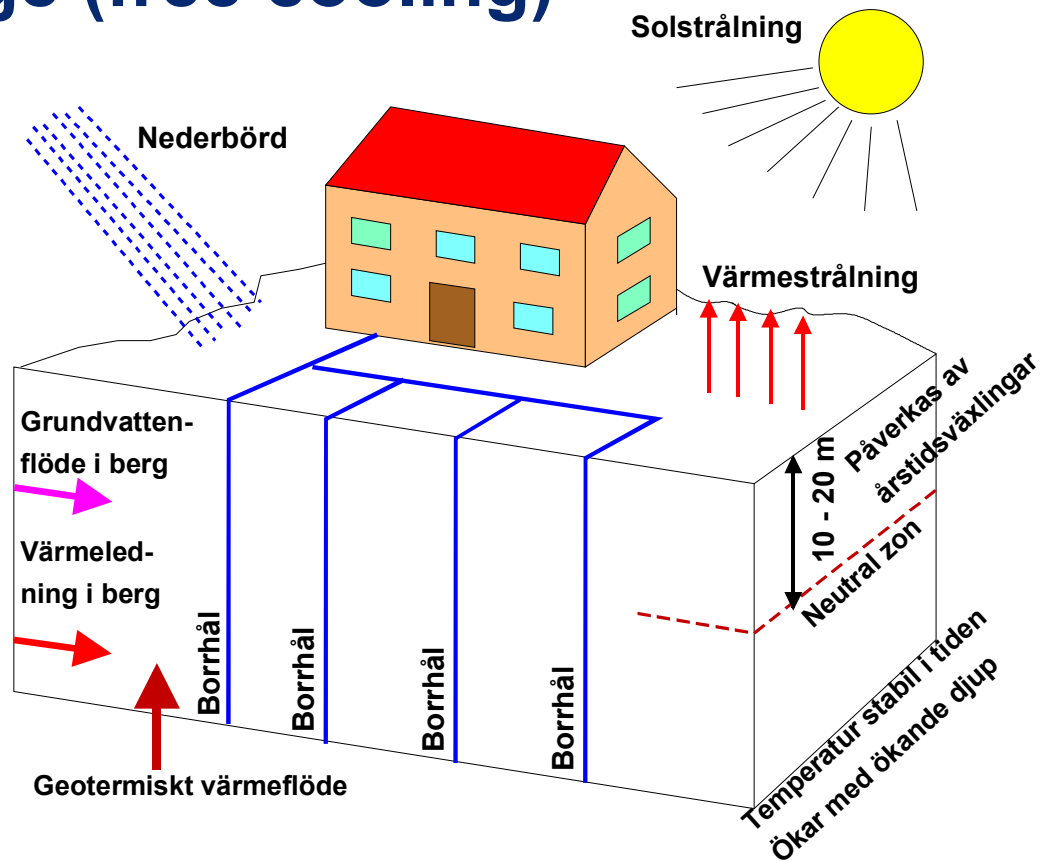 (free cooling)
Solstrålning
Nederbörd
Värmestrålning
Grundvatten-
flöde i berg
Värmeled-
ning i berg
Borrhål
Borrhål
Borrhål
Borrhål
Geotermiskt värmeflöde
10 - 20 m
Påverkas av
årstidsväxlingar
Neutral zon
Temperatur stabil i tiden
Ökar med ökande djup